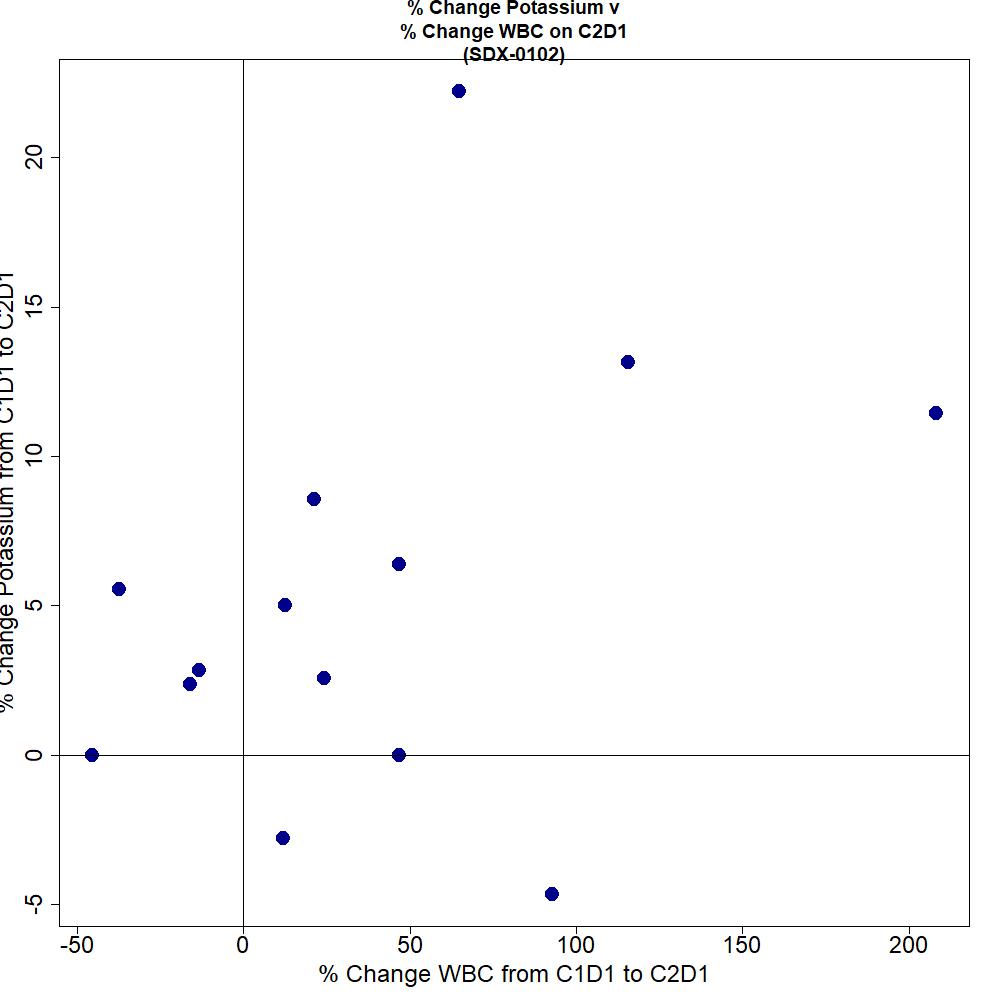 % Change Potassium v
% Change WBC on C2D1
(SDX-0102)
% Change Potassium from C1D1 to C2D1
20
15
10
5
0
-5
-50 0 50 100 150 200
% Change WBC from C1D1 to C2D1